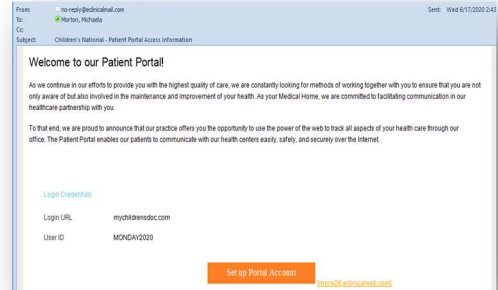 From: no-reply@eclinicalmail.com Sent: Wed 6/17/2020 2:43
To: Morton, Michaela
Cc:
Subject: Children's National - Patient Portal Access Information
Welcome to our Patient Portal!
As we continue in our efforts to provide you with the highest quality of care, we are constantly looking for methods of working together with you to ensure that you are not
only aware of but also involved in the maintenance and improvement of your health. As your Medical Home, we are committed to facilitating communication in our
healthcare partnership with you.
To that end, we are proud to announce that our practice offers you the opportunity to use the power of the web to track all aspects of your health care through our
office. The Patient Portal enables our patients to communicate with our health centers easily, safely, and securely over the Internet.
Login Credentials
Login URL mychildrensdoc.com
User ID MONDAY2020
Set up Portal Account [mycw26.eclinicalweb.com]